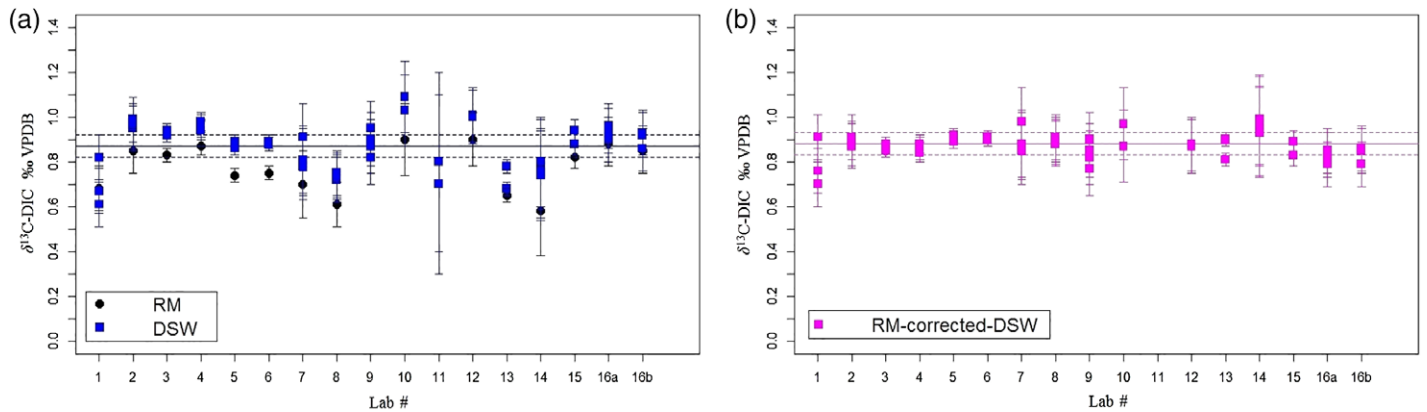 (a)
δ¹³C-DIC ‰ VPDB
1.4
1.2
1.0
0.8
0.6
0.4
0.2
0.0
RM
DSW
1 2 3 4 5 6 7 8 9 10 11 12 13 14 15 16a 16b
Lab #
(b)
δ¹³C-DIC ‰ VPDB
1.4
1.2
1.0
0.8
0.6
0.4
0.2
0.0
RM-corrected-DSW
1 2 3 4 5 6 7 8 9 10 11 12 13 14 15 16a 16b
Lab #